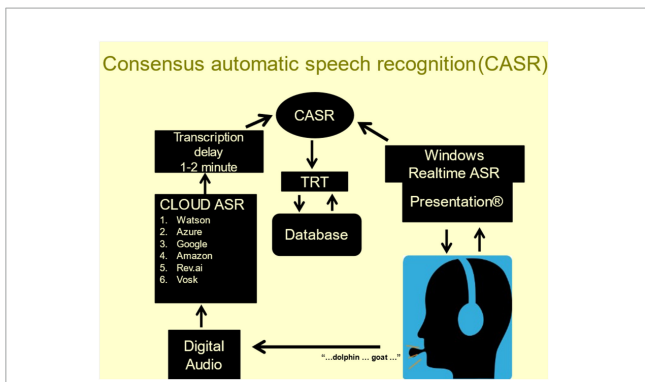 Consensus automatic speech recognition(CASR)
CASR
Transcription
delay
1-2 minute
Windows
Realtime ASR
TRT
Presentation®
CLOUD ASR
1. Watson
2. Azure
3. Google
4. Amazon
5. Rev.ai
6. Vosk
Database
Digital
Audio
"...dolphin ... goat ..."